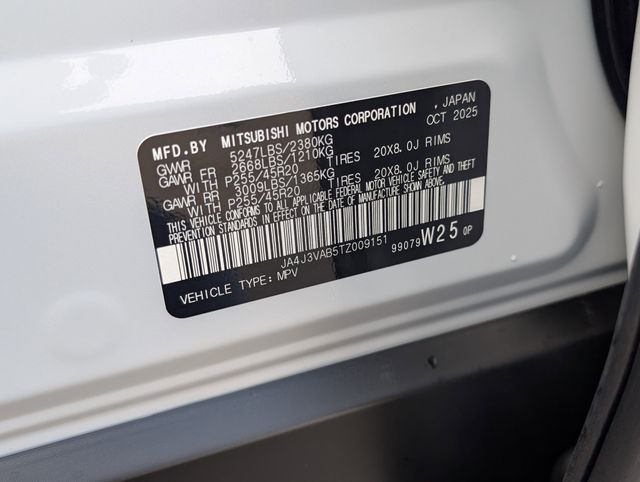 MFD.BY MITSUBISHI MOTORS CORPORATION , JAPAN
GVWR 5247LBS/2380KG OCT 2025
GAWR FR 2668LBS/1210KG
WITH P255/45R20 TIRES 20X8.0J RIMS
GAWR RR 3009LBS/1365KG
WITH P255/45R20 TIRES 20X8.0J RIMS
THIS VEHICLE CONFORMS TO ALL APPLICABLE FEDERAL MOTOR VEHICLE SAFETY AND THEFT
PREVENTION STANDARDS IN EFFECT ON THE DATE OF MANUFACTURE SHOWN ABOVE.
JA4J3VAB5TZ009151
99079 W25 0P
VEHICLE TYPE: MPV